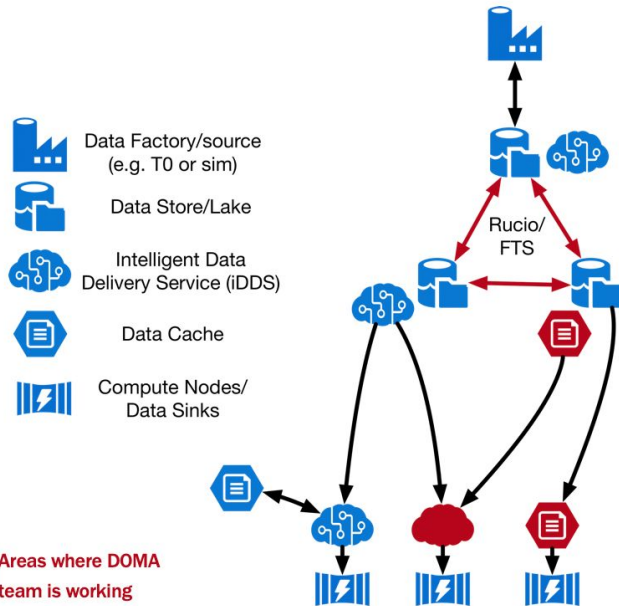 Data Factory/source
(e.g. T0 or sim)
Data Store/Lake
Intelligent Data
Delivery Service (iDDS)
Data Cache
Compute Nodes/
Data Sinks
Rucio/
FTS
Areas where DOMA
team is working